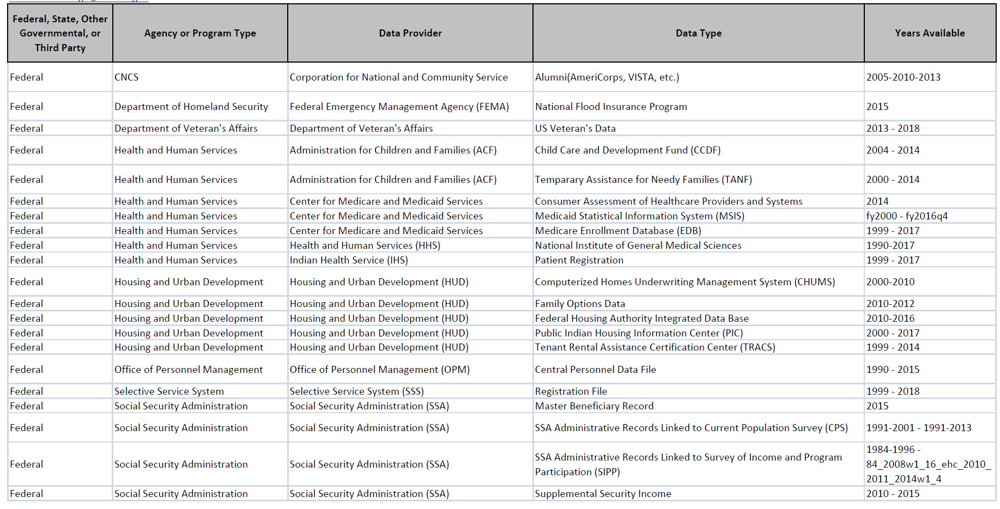 Federal, State, Other Governmental, or Third Party Agency or Program Type Data Provider Data Type Years Available
Federal CNCS Corporation for National and Community Service Alumni(AmeriCorps, VISTA, etc.) 2005-2010-2013
Federal Department of Homeland Security Federal Emergency Management Agency (FEMA) National Flood Insurance Program 2015
Federal Department of Veteran's Affairs Department of Veteran's Affairs US Veteran's Data 2013 - 2018
Federal Health and Human Services Administration for Children and Families (ACF) Child Care and Development Fund (CCDF) 2004 - 2014
Federal Health and Human Services Administration for Children and Families (ACF) Temparary Assistance for Needy Families (TANF) 2000 - 2014
Federal Health and Human Services Center for Medicare and Medicaid Services Consumer Assessment of Healthcare Providers and Systems 2014
Federal Health and Human Services Center for Medicare and Medicaid Services Medicaid Statistical Information System (MSIS) fy2000 - fy2016q4
Federal Health and Human Services Center for Medicare and Medicaid Services Medicare Enrollment Database (EDB) 1999 - 2017
Federal Health and Human Services Health and Human Services (HHS) National Institute of General Medical Sciences 1990-2017
Federal Health and Human Services Indian Health Service (IHS) Patient Registration 1999 - 2017
Federal Housing and Urban Development Housing and Urban Development (HUD) Computerized Homes Underwriting Management System (CHUMS) 2000-2010
Federal Housing and Urban Development Housing and Urban Development (HUD) Family Options Data 2010-2012
Federal Housing and Urban Development Housing and Urban Development (HUD) Federal Housing Authority Integrated Data Base 2010-2016
Federal Housing and Urban Development Housing and Urban Development (HUD) Public Indian Housing Information Center (PIC) 2000 - 2017
Federal Housing and Urban Development Housing and Urban Development (HUD) Tenant Rental Assistance Certification Center (TRACS) 1999 - 2014
Federal Office of Personnel Management Office of Personnel Management (OPM) Central Personnel Data File 1990 - 2015
Federal Selective Service System Selective Service System (SSS) Registration File 1999 - 2018
Federal Social Security Administration Social Security Administration (SSA) Master Beneficiary Record 2015
Federal Social Security Administration Social Security Administration (SSA) SSA Administrative Records Linked to Current Population Survey (CPS) 1991-2001 - 1991-2013
Federal Social Security Administration Social Security Administration (SSA) SSA Administrative Records Linked to Survey of Income and Program Participation (SIPP) 1984-1996 - 84_2008w1_16_ehc_2010_2011_2014w1_4
Federal Social Security Administration Social Security Administration (SSA) Supplemental Security Income 2010 - 2015